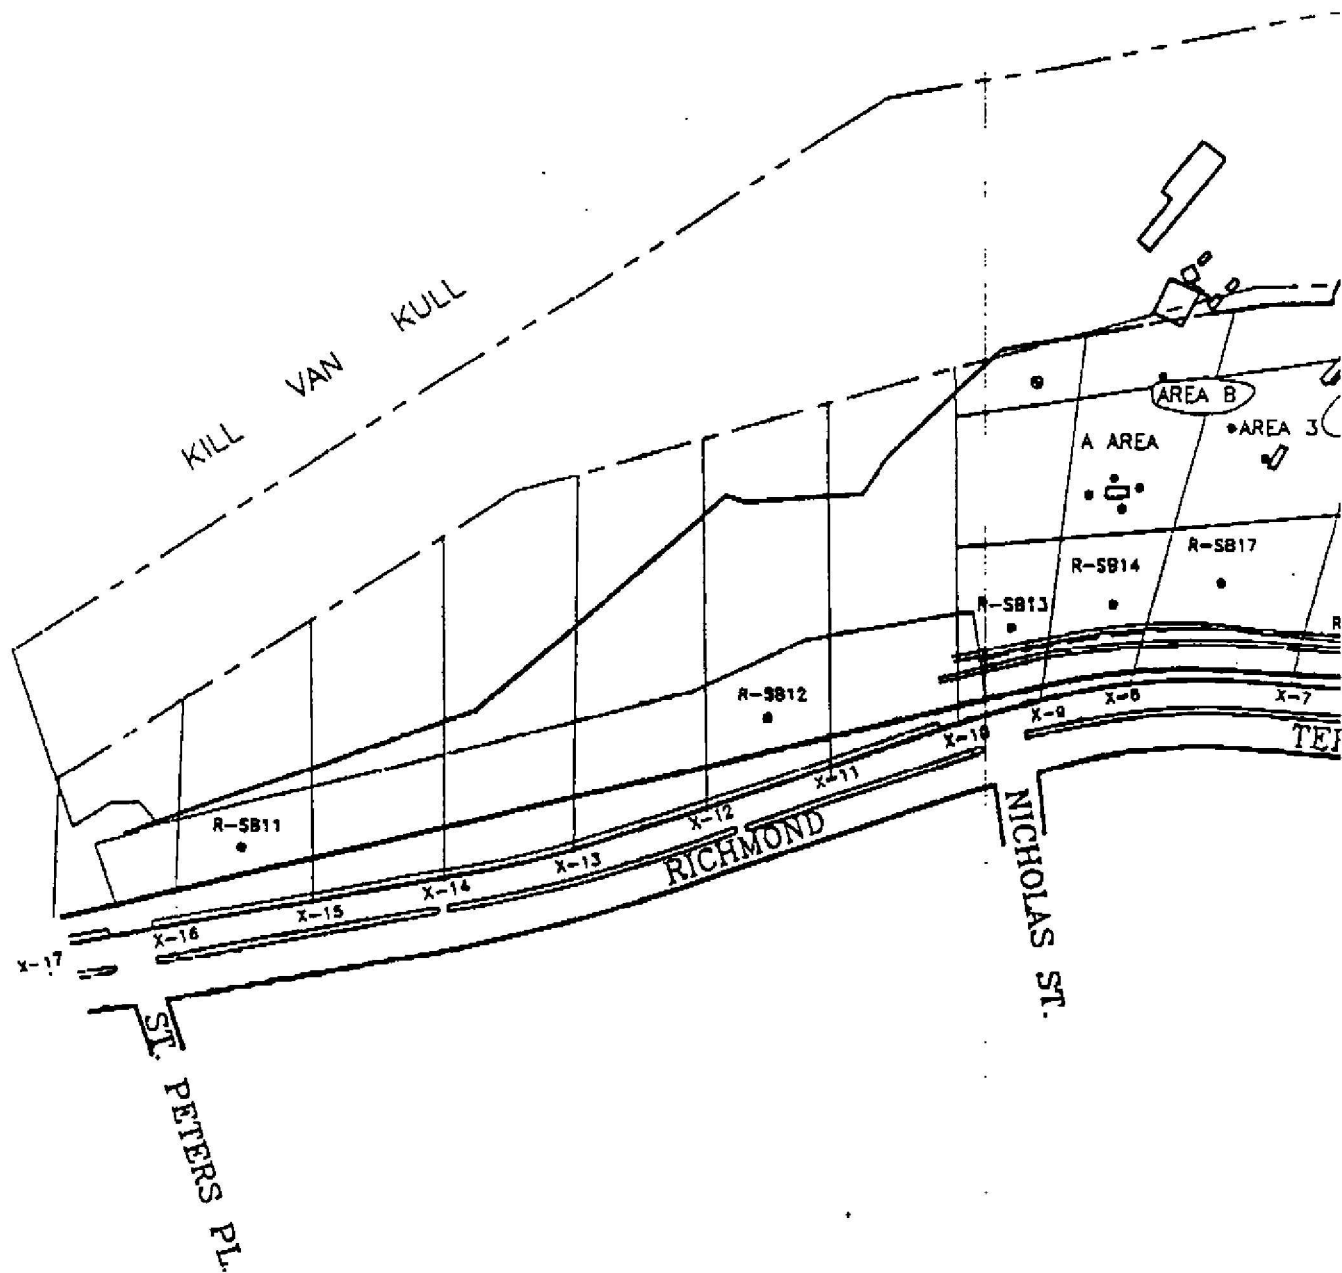 KILL VAN KULL
AREA B
AREA 3
A AREA
R-SB17
R-SB14
R-SB13
R-SB12
R-SB11
X-7
X-8
X-9
X-10
X-11
X-12
X-13
X-14
X-15
X-16
X-17
RICHMOND
TER
NICHOLAS ST.
ST. PETERS PL.
R